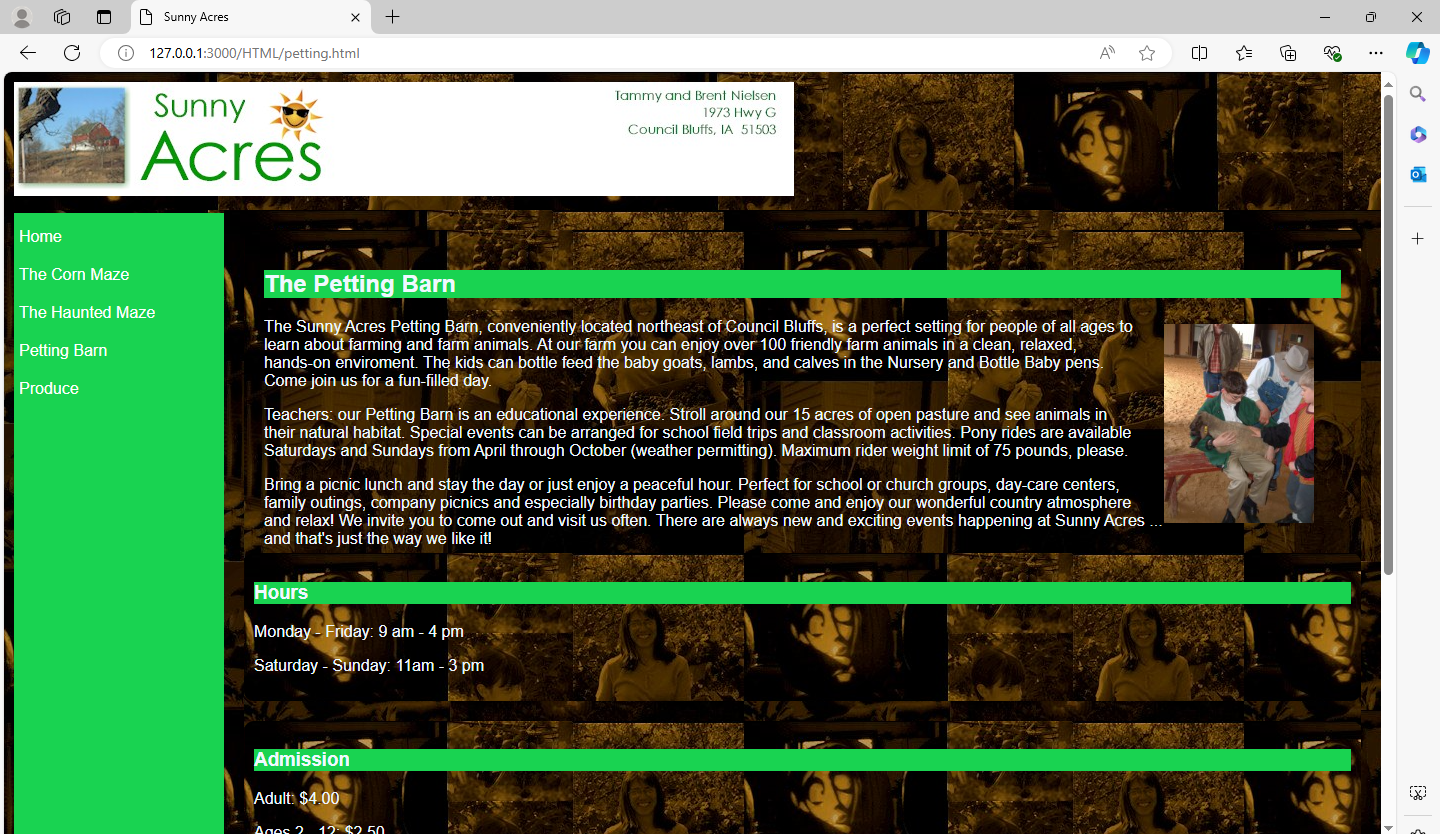 Sunny Acres
127.0.0.1:3000/HTML/petting.html
Sunny
Acres
Tammy and Brent Nielsen
1973 Hwy G
Council Bluffs, IA 51503
Home
The Corn Maze
The Haunted Maze
Petting Barn
Produce
The Petting Barn
The Sunny Acres Petting Barn, conveniently located northeast of Council Bluffs, is a perfect setting for people of all ages to
learn about farming and farm animals. At our farm you can enjoy over 100 friendly farm animals in a clean, relaxed,
hands-on enviroment. The kids can bottle feed the baby goats, lambs, and calves in the Nursery and Bottle Baby pens.
Come join us for a fun-filled day.
Teachers: our Petting Barn is an educational experience. Stroll around our 15 acres of open pasture and see animals in
their natural habitat. Special events can be arranged for school field trips and classroom activities. Pony rides are available
Saturdays and Sundays from April through October (weather permitting). Maximum rider weight limit of 75 pounds, please.
Bring a picnic lunch and stay the day or just enjoy a peaceful hour. Perfect for school or church groups, day-care centers,
family outings, company picnics and especially birthday parties. Please come and enjoy our wonderful country atmosphere
and relax! We invite you to come out and visit us often. There are always new and exciting events happening at Sunny Acres ...
and that's just the way we like it!
Hours
Monday - Friday: 9 am - 4 pm
Saturday - Sunday: 11am - 3 pm
Admission
Adult: $4.00
Ages 2 - 12: $2.50